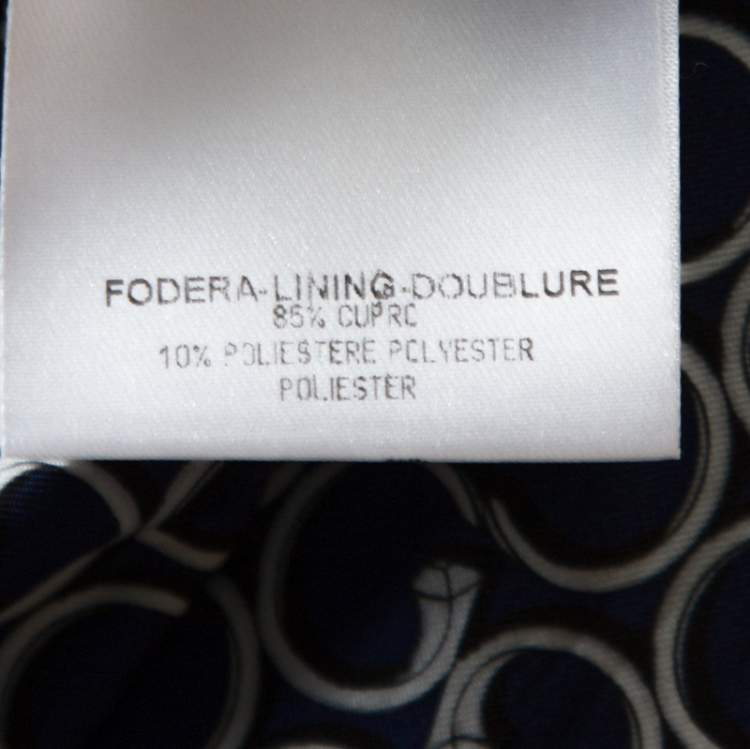 FODERA-LINING-DOUBLURE
85% CUPRO
10% POLIESTERE POLYESTER
POLIESTER